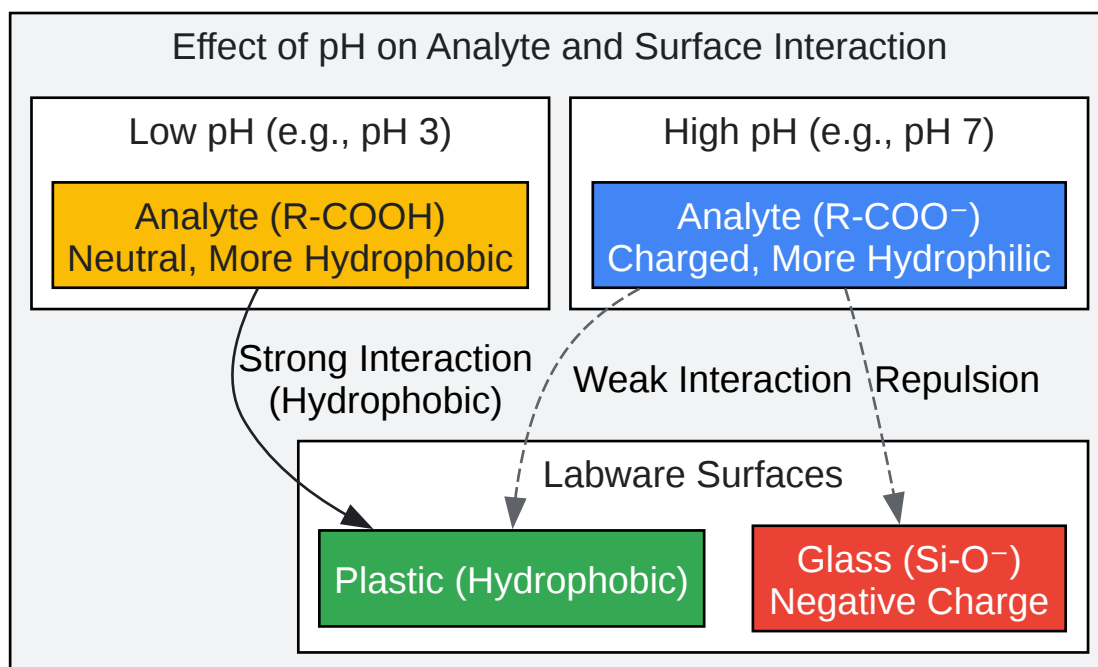 Effect of pH on Analyte and Surface Interaction
Low pH (e.g., pH 3)
Analyte (R-COOH)
Neutral, More Hydrophobic
High pH (e.g., pH 7)
Analyte (R-COO⁻)
Charged, More Hydrophilic
Strong Interaction
(Hydrophobic)
Weak Interaction
Repulsion
Labware Surfaces
Plastic (Hydrophobic)
Glass (Si-O⁻)
Negative Charge